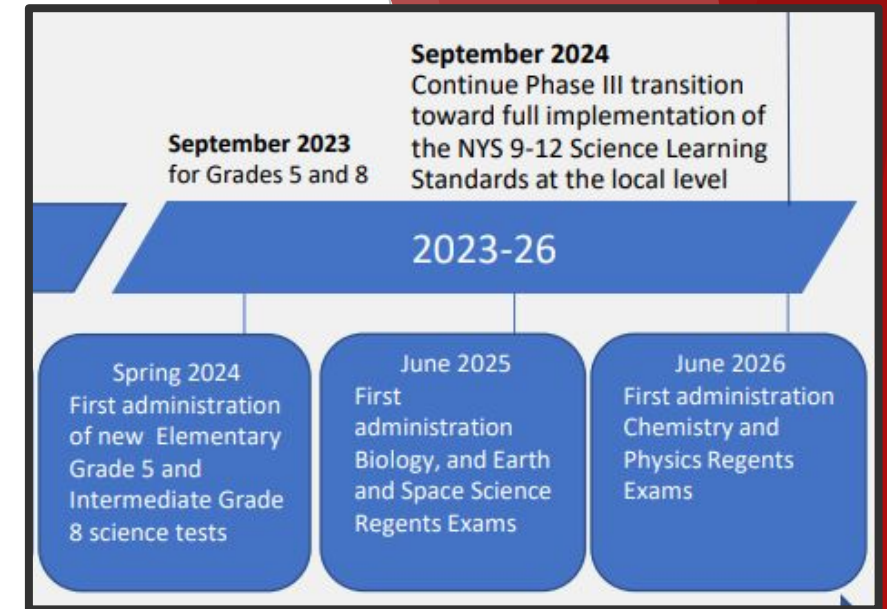 September 2024
Continue Phase III transition
toward full implementation of
the NYS 9-12 Science Learning
Standards at the local level
September 2023
for Grades 5 and 8
2023-26
Spring 2024
First administration
of new Elementary
Grade 5 and
Intermediate Grade
8 science tests
June 2025
First
administration
Biology, and Earth
and Space Science
Regents Exams
June 2026
First administration
Chemistry and
Physics Regents
Exams